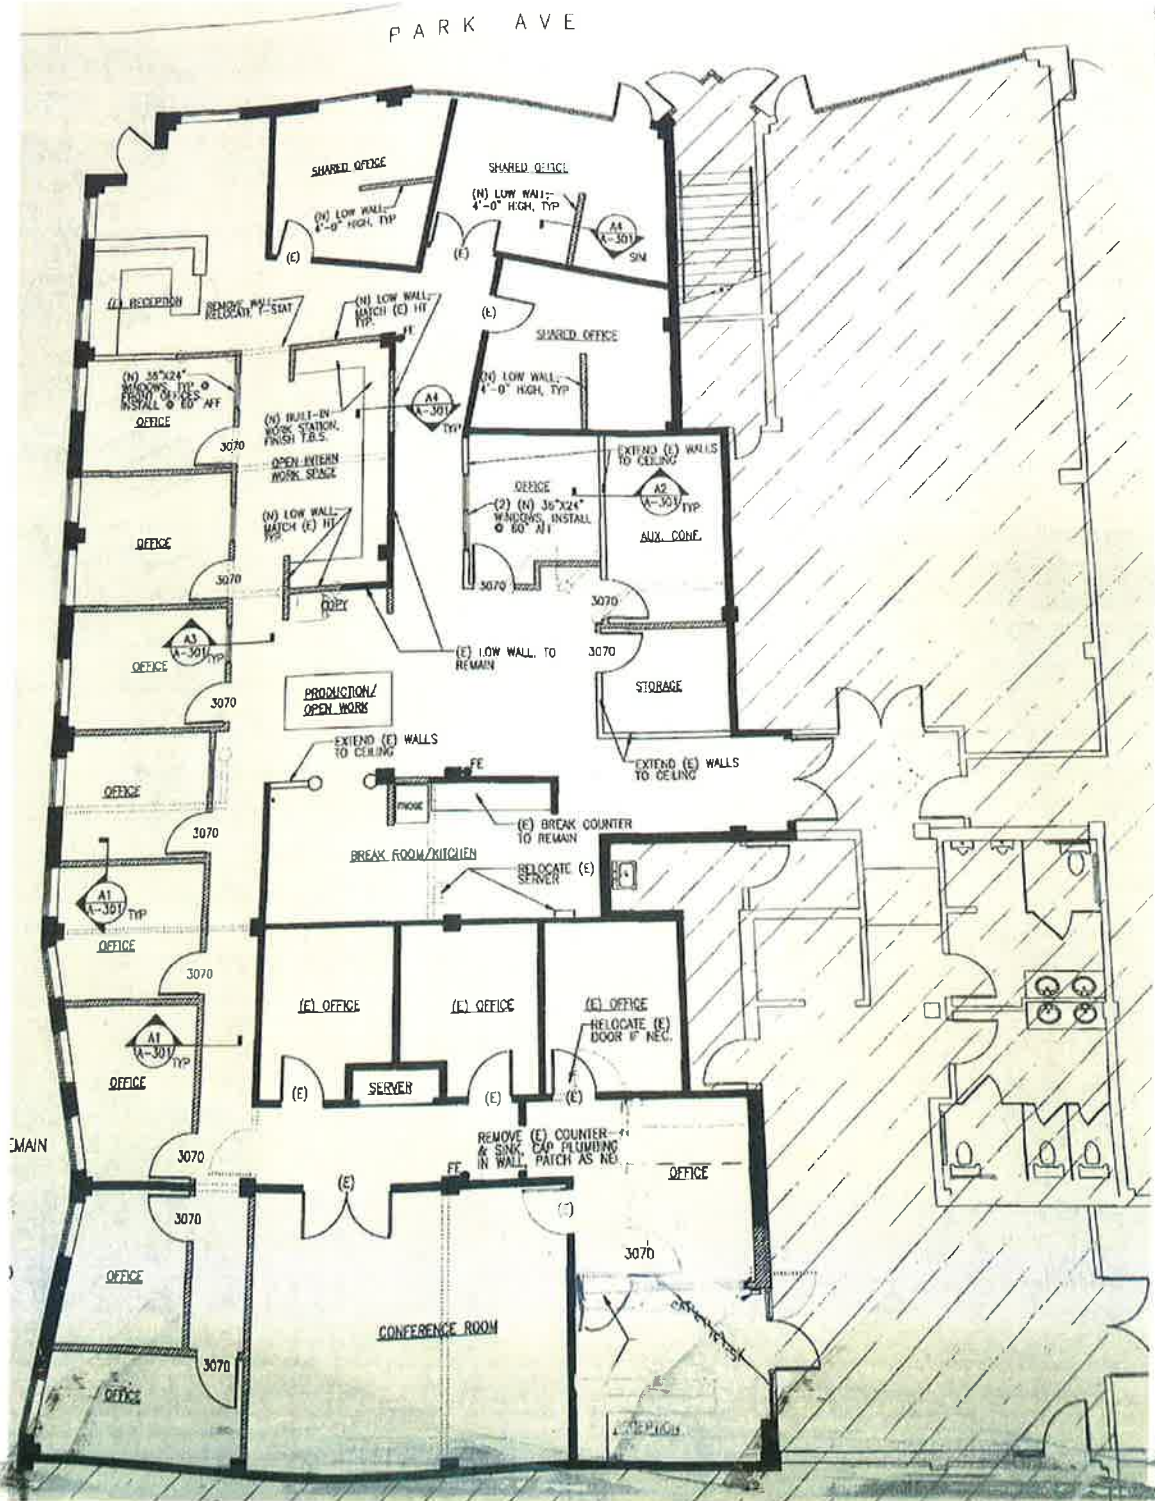 PARK AVE
SHARED OFFICE
(N) LOW WALL,
4'-0" HIGH, TYP
(E)
SHARED OFFICE
(N) LOW WALL,
4'-0" HIGH, TYP
A4
A-301
SIM
(E)
(E) RECEPTION
REMOVE WALL,
RELOCATE T-STAT
(N) LOW WALL,
MATCH (E) HT
TYP.
FE
(E)
SHARED OFFICE
(N) LOW WALL,
4'-0" HIGH, TYP
(N) 36"X24"
WINDOWS, TYP @
FRONT OFFICES
INSTALL @ 60" AFF
OFFICE
3070
(N) BUILT-IN
WORK STATION,
FINISH T.B.S.
A4
A-301
TYP
OPEN INTERN
WORK SPACE
EXTEND (E) WALLS
TO CEILING
OFFICE
(2) (N) 36"X24"
WINDOWS, INSTALL
@ 60" AFF
A2
A-301
TYP
AUX. CONF.
OFFICE
(N) LOW WALL,
MATCH (E) HT
TYP
3070
3070
3070
COPY
A3
A-301
TYP
OFFICE
3070
(E) LOW WALL, TO
REMAIN
3070
STORAGE
PRODUCTION/
OPEN WORK
EXTEND (E) WALLS
TO CEILING
EXTEND (E) WALLS
TO CEILING
FE
OFFICE
3070
FRIDGE
(E) BREAK COUNTER
TO REMAIN
BREAK ROOM/KITCHEN
RELOCATE (E)
SERVER
A1
A-301
TYP
OFFICE
3070
(E) OFFICE
(E) OFFICE
(E) OFFICE
RELOCATE (E)
DOOR IF NEC.
A1
A-301
TYP
OFFICE
(E)
SERVER
(E)
(E)
EMAIN
3070
REMOVE (E) COUNTER
& SINK, CAP PLUMBING
IN WALL, PATCH AS NE
FE
OFFICE
(E)
(E)
3070
3070
OFFICE
CONFERENCE ROOM
3070
OFFICE